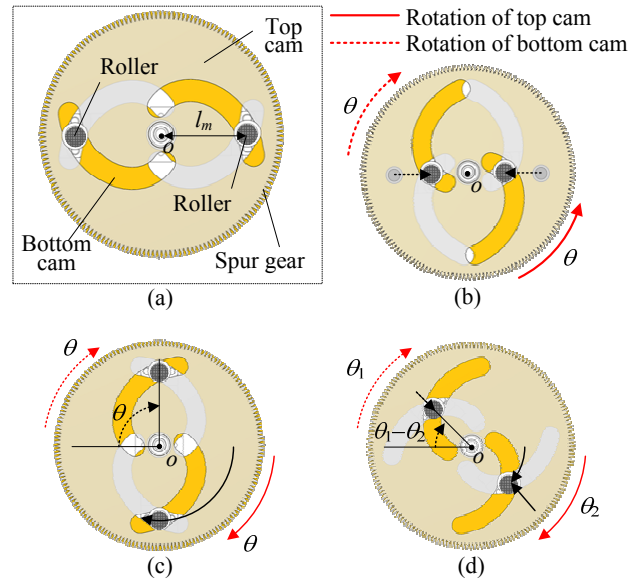 Rotation of top cam
Rotation of bottom cam
Top
cam
Roller
l_m
o
Roller
Bottom
cam
Spur gear
(a)
θ
o
θ
(b)
θ
θ
o
θ
(c)
θ₁
θ₁−θ₂
o
θ₂
(d)